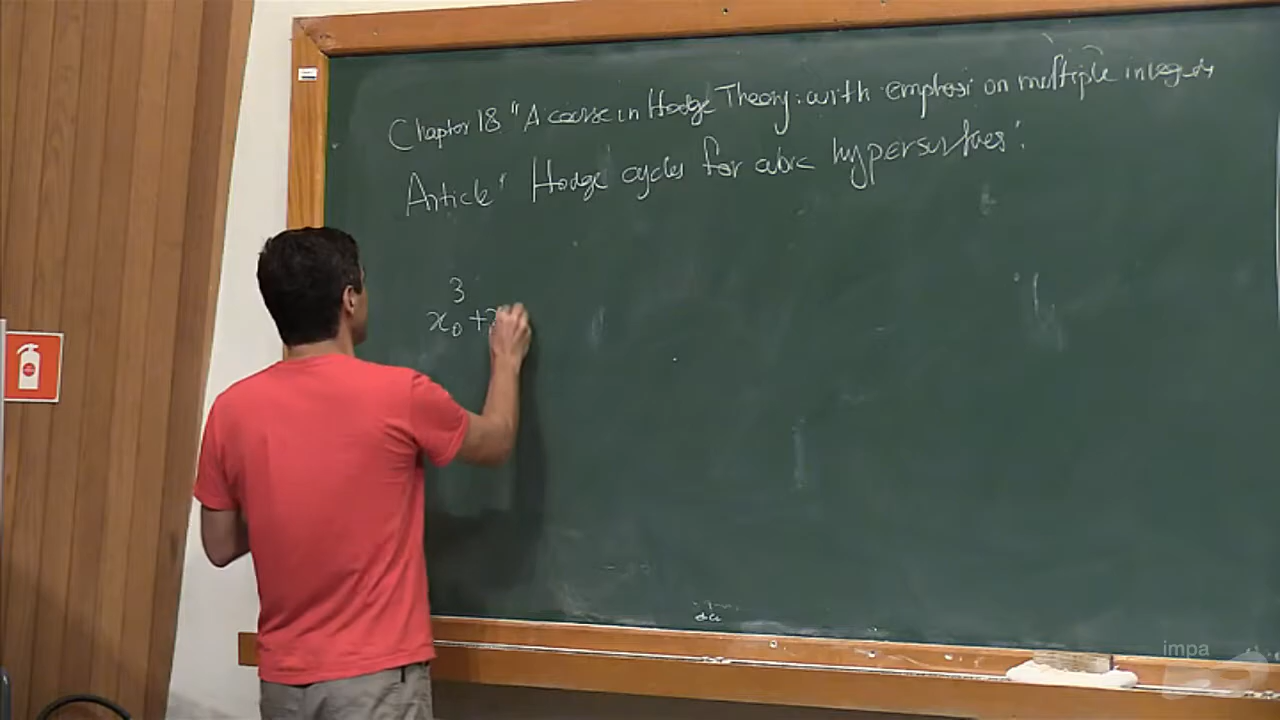 Chapter 18 "A course in Hodge Theory: with emphasi on multiple integrals
Article "Hodge cycles for cubic hypersurfaces".
3
x0 +
impa